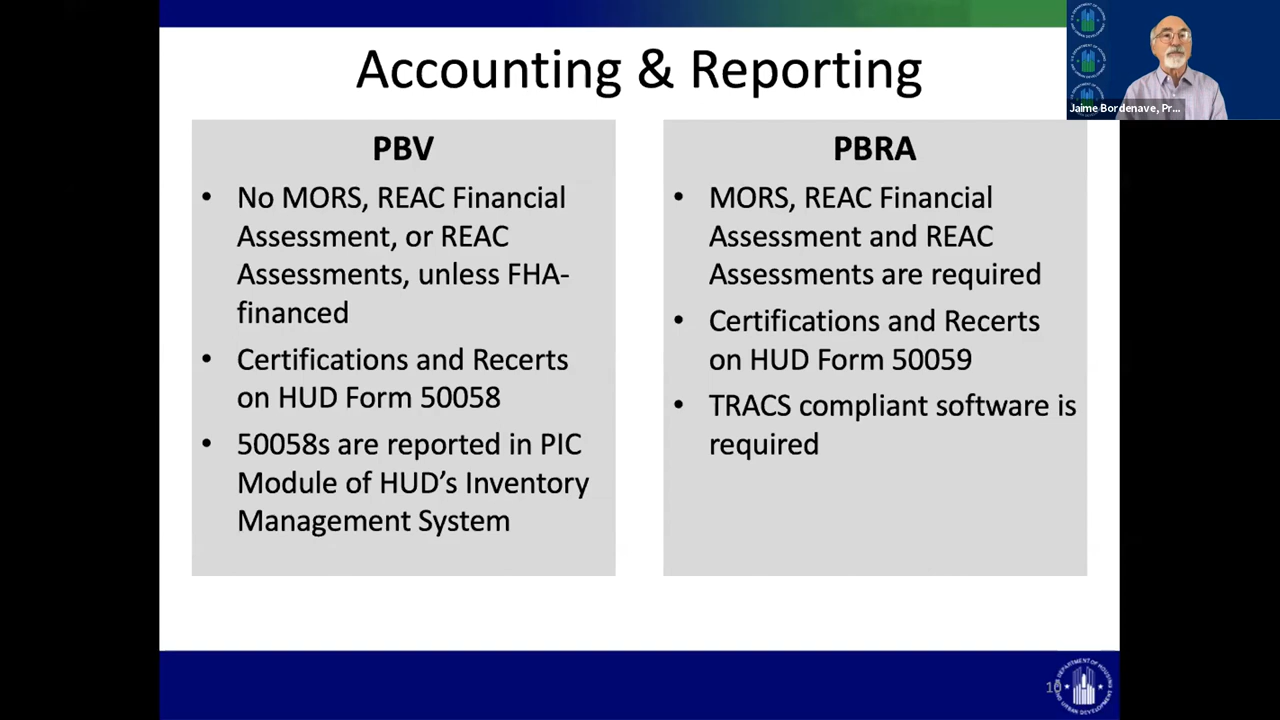 Accounting & Reporting
PBV
• No MORS, REAC Financial
Assessment, or REAC
Assessments, unless FHA-
financed
• Certifications and Recerts
on HUD Form 50058
• 50058s are reported in PIC
Module of HUD’s Inventory
Management System
PBRA
• MORS, REAC Financial
Assessment and REAC
Assessments are required
• Certifications and Recerts
on HUD Form 50059
• TRACS compliant software is
required
Jaime Bordenave, Pr...
10